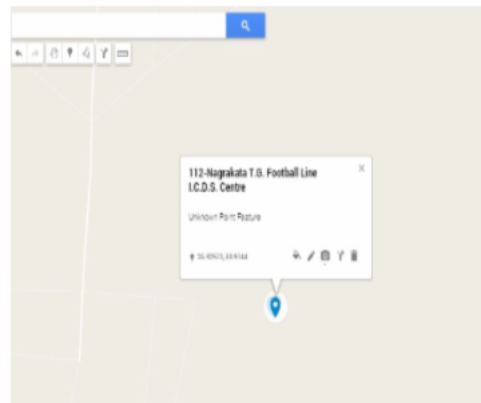 112-Nagrakata T.G. Football Line
I.C.D.S. Centre
Unknown Point Feature